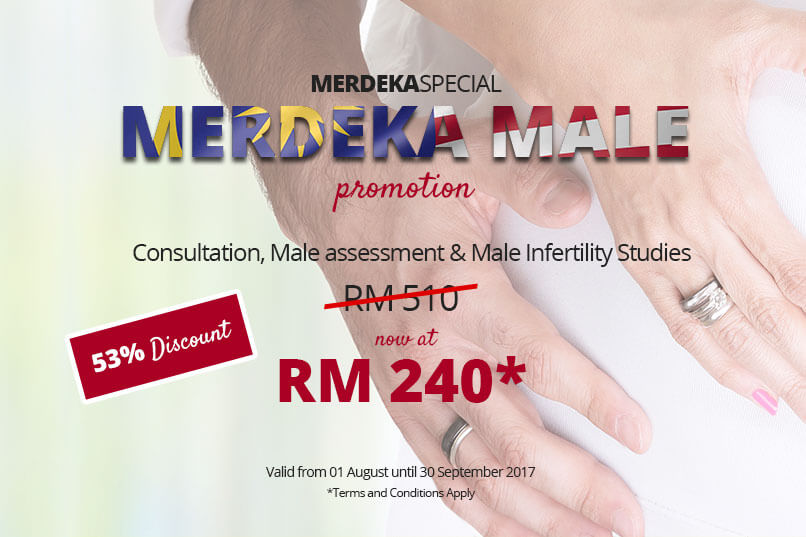 MERDEKASPECIAL
MERDEKA MALE
promotion
Consultation, Male assessment & Male Infertility Studies
RM 510
53% Discount
now at
RM 240*
Valid from 01 August until 30 September 2017
*Terms and Conditions Apply